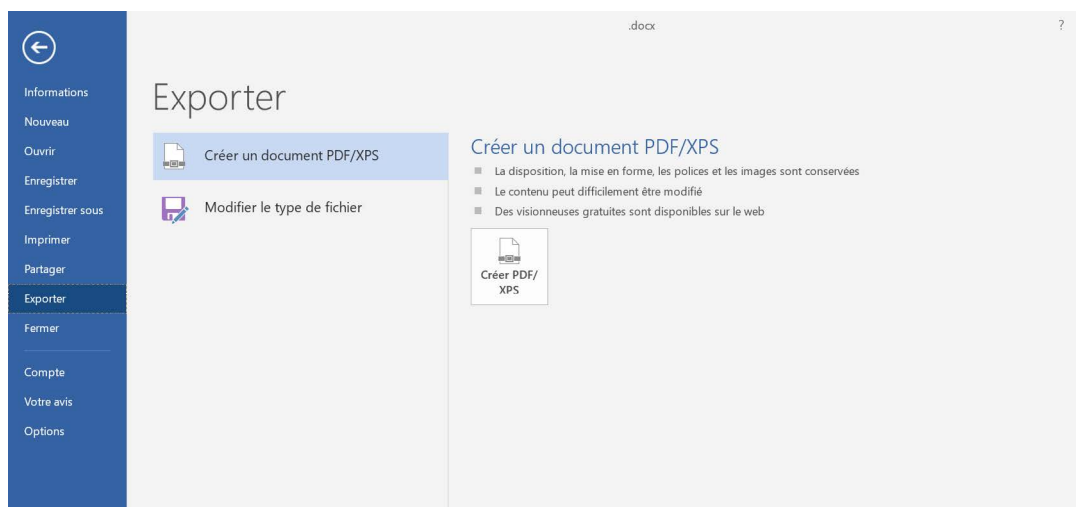 .docx
?
Informations
Nouveau
Ouvrir
Enregistrer
Enregistrer sous
Imprimer
Partager
Exporter
Fermer
Compte
Votre avis
Options
Exporter
Créer un document PDF/XPS
Modifier le type de fichier
Créer un document PDF/XPS
La disposition, la mise en forme, les polices et les images sont conservées
Le contenu peut difficilement être modifié
Des visionneuses gratuites sont disponibles sur le web
Créer PDF/
XPS